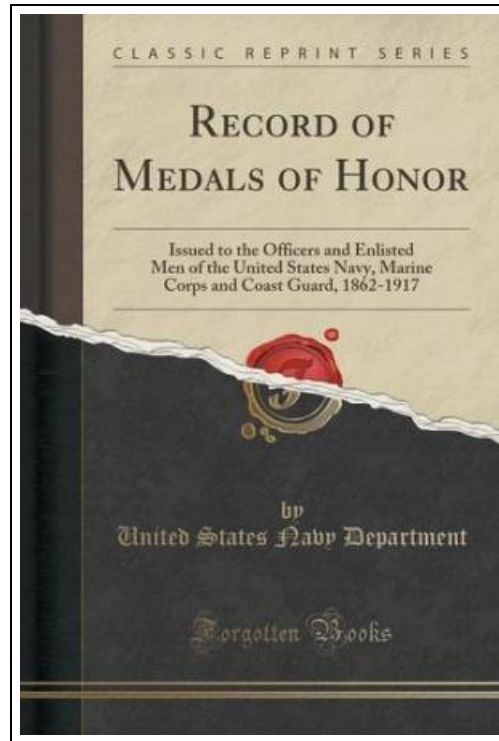 CLASSIC REPRINT SERIES
RECORD OF
MEDALS OF HONOR
Issued to the Officers and Enlisted
Men of the United States Navy, Marine
Corps and Coast Guard, 1862-1917
F
by
United States Navy Department
Forgotten Books